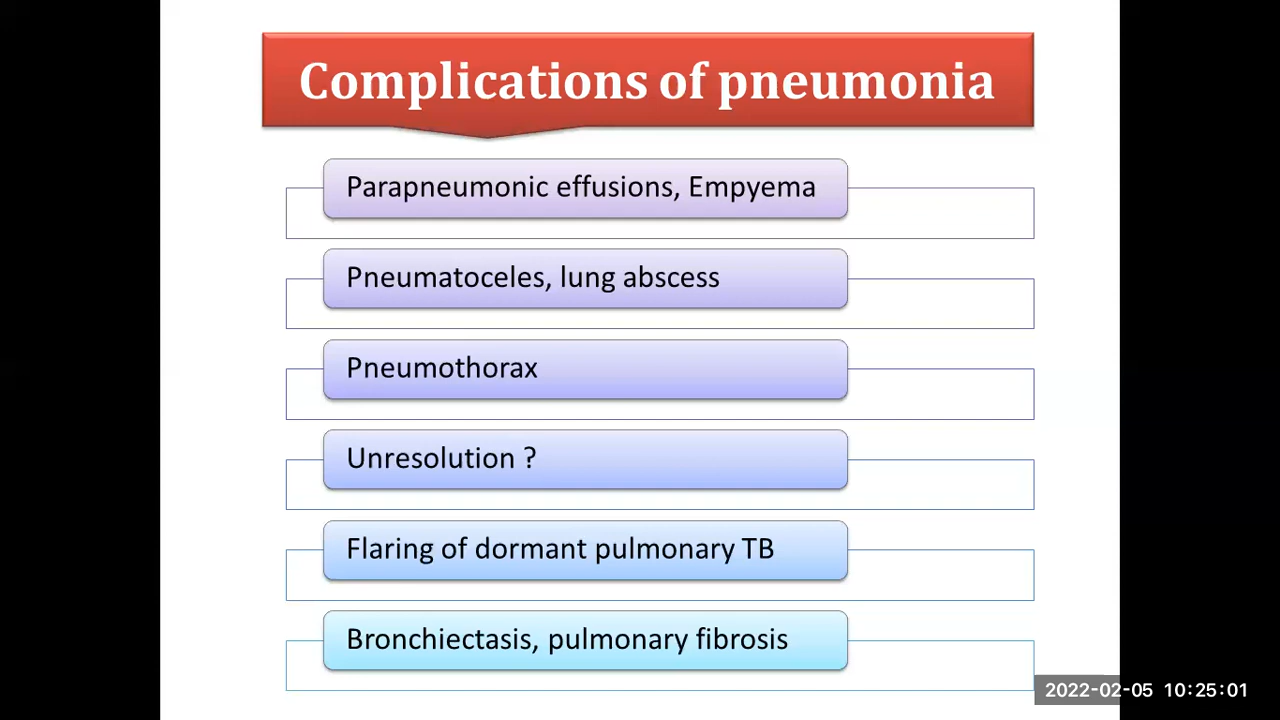 Complications of pneumonia
Parapneumonic effusions, Empyema
Pneumatoceles, lung abscess
Pneumothorax
Unresolution ?
Flaring of dormant pulmonary TB
Bronchiectasis, pulmonary fibrosis
2022-02-05 10:25:01